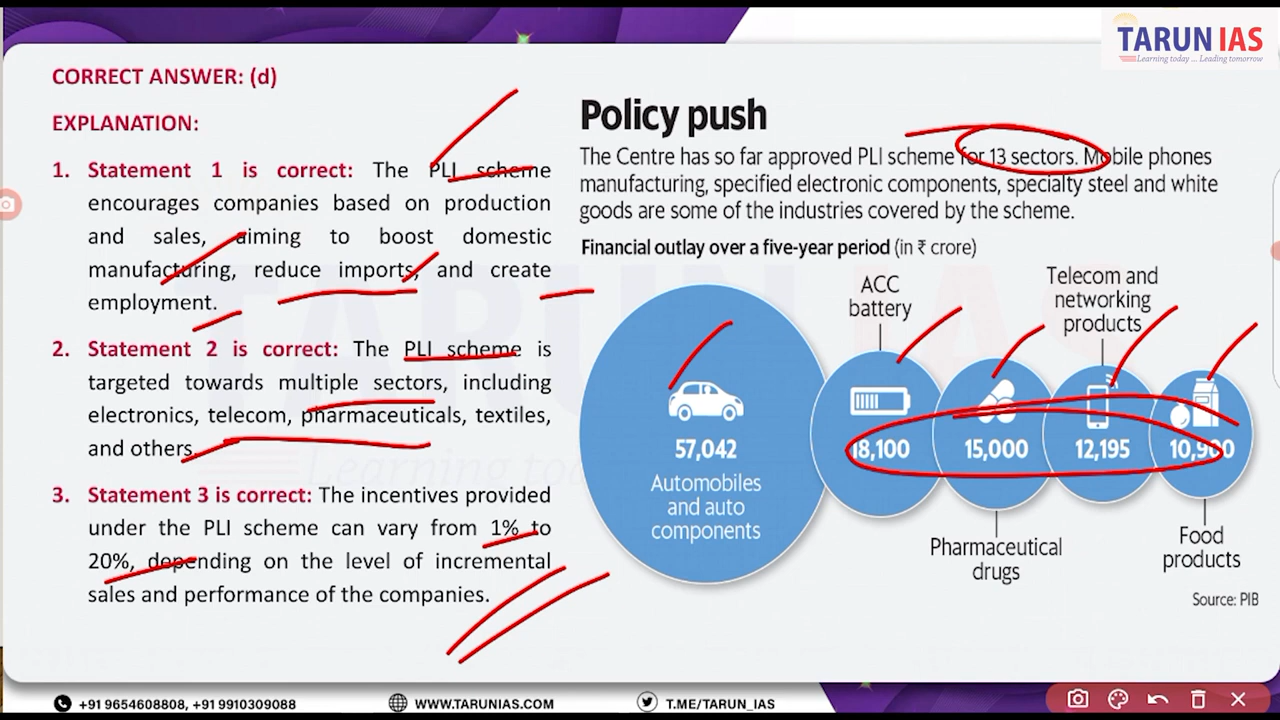 TARUN IAS
Learning today ... Leading tomorrow
CORRECT ANSWER: (d)
EXPLANATION:
1. Statement 1 is correct: The PLI scheme
encourages companies based on production
and sales, aiming to boost domestic
manufacturing, reduce imports, and create
employment.
2. Statement 2 is correct: The PLI scheme is
targeted towards multiple sectors, including
electronics, telecom, pharmaceuticals, textiles,
and others.
3. Statement 3 is correct: The incentives provided
under the PLI scheme can vary from 1% to
20%, depending on the level of incremental
sales and performance of the companies.
Policy push
The Centre has so far approved PLI scheme for 13 sectors. Mobile phones
manufacturing, specified electronic components, specialty steel and white
goods are some of the industries covered by the scheme.
Financial outlay over a five-year period (in ₹ crore)
57,042
Automobiles
and auto
components
ACC
battery
18,100
15,000
Pharmaceutical
drugs
Telecom and
networking
products
12,195
10,900
Food
products
Source: PIB
TARUN IAS
Learning today
+91 9654608808, +91 9910309088
WWW.TARUNIAS.COM
T.ME/TARUN_IAS